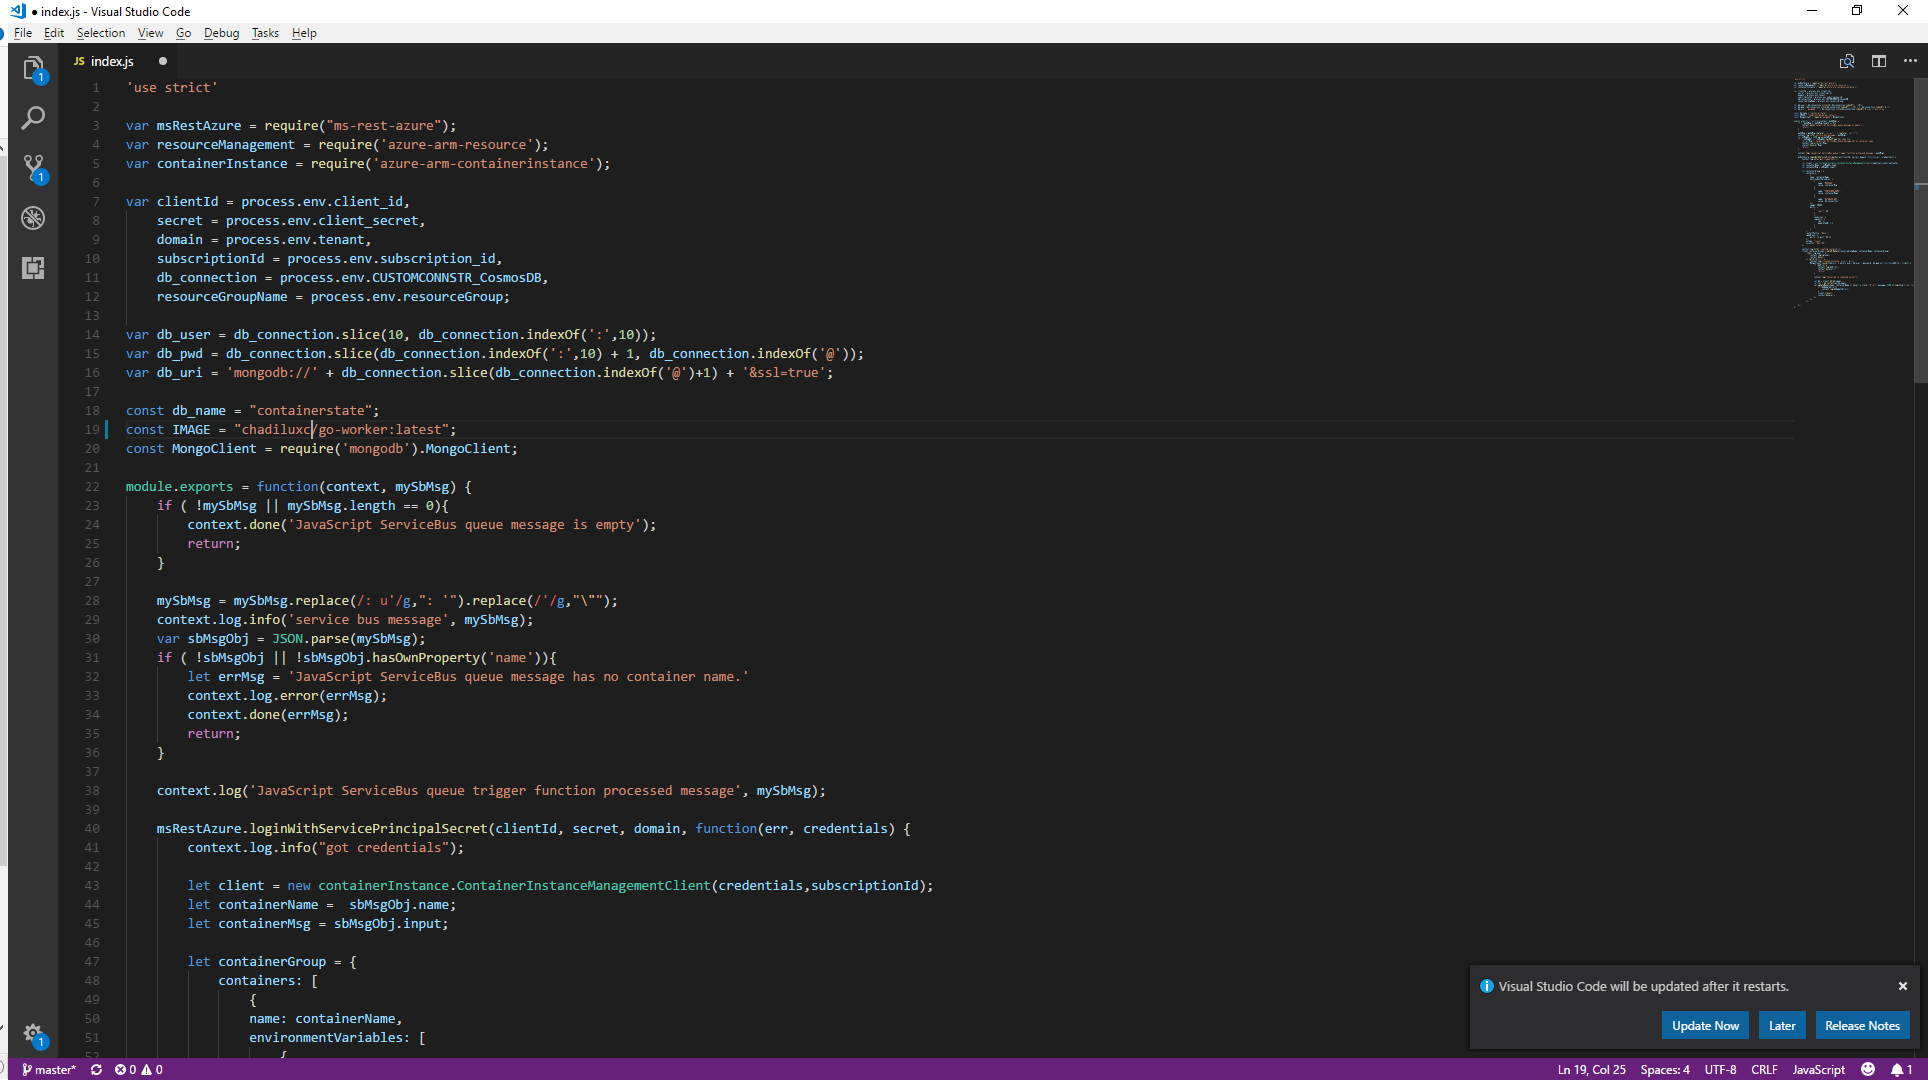 ● index.js - Visual Studio Code
File Edit Selection View Go Debug Tasks Help
JS index.js ●
1 'use strict'
2
3 var msRestAzure = require("ms-rest-azure");
4 var resourceManagement = require('azure-arm-resource');
5 var containerInstance = require('azure-arm-containerinstance');
6
7 var clientId = process.env.client_id,
8 secret = process.env.client_secret,
9 domain = process.env.tenant,
10 subscriptionId = process.env.subscription_id,
11 db_connection = process.env.CUSTOMCONNSTR_CosmosDB,
12 resourceGroupName = process.env.resourceGroup;
13
14 var db_user = db_connection.slice(10, db_connection.indexOf(':',10));
15 var db_pwd = db_connection.slice(db_connection.indexOf(':',10) + 1, db_connection.indexOf('@'));
16 var db_uri = 'mongodb://' + db_connection.slice(db_connection.indexOf('@')+1) + '&ssl=true';
17
18 const db_name = "containerstate";
19 const IMAGE = "chadiluxc/go-worker:latest";
20 const MongoClient = require('mongodb').MongoClient;
21
22 module.exports = function(context, mySbMsg) {
23 if ( !mySbMsg || mySbMsg.length == 0){
24 context.done('JavaScript ServiceBus queue message is empty');
25 return;
26 }
27
28 mySbMsg = mySbMsg.replace(/: u'/g,": '").replace(/'/g,"\"");
29 context.log.info('service bus message', mySbMsg);
30 var sbMsgObj = JSON.parse(mySbMsg);
31 if ( !sbMsgObj || !sbMsgObj.hasOwnProperty('name')){
32 let errMsg = 'JavaScript ServiceBus queue message has no container name.'
33 context.log.error(errMsg);
34 context.done(errMsg);
35 return;
36 }
37
38 context.log('JavaScript ServiceBus queue trigger function processed message', mySbMsg);
39
40 msRestAzure.loginWithServicePrincipalSecret(clientId, secret, domain, function(err, credentials) {
41 context.log.info("got credentials");
42
43 let client = new containerInstance.ContainerInstanceManagementClient(credentials,subscriptionId);
44 let containerName =  sbMsgObj.name;
45 let containerMsg = sbMsgObj.input;
46
47 let containerGroup = {
48 containers: [
49 {
50 name: containerName,
51 environmentVariables: [
52 {
1
1
1
Visual Studio Code will be updated after it restarts.
Update Now Later Release Notes
master* 0 0 Ln 19, Col 25 Spaces: 4 UTF-8 CRLF JavaScript 1